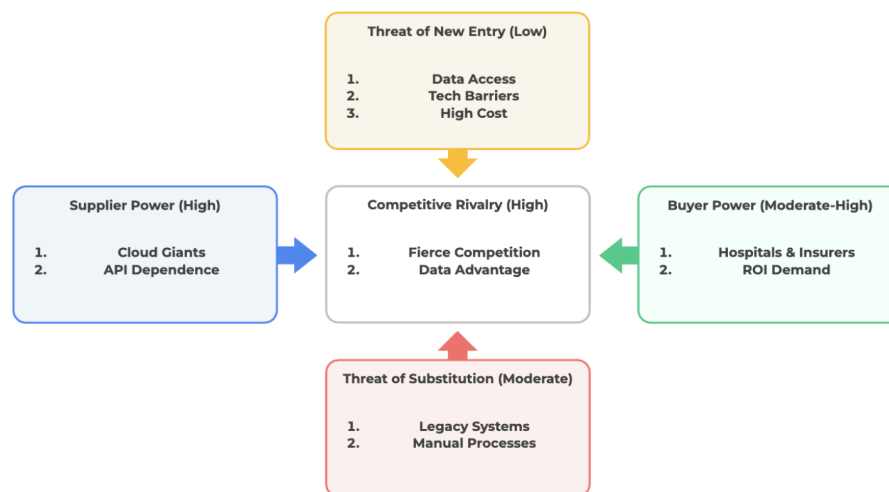 Threat of New Entry (Low)
1. Data Access
2. Tech Barriers
3. High Cost
Supplier Power (High)
1. Cloud Giants
2. API Dependence
Competitive Rivalry (High)
1. Fierce Competition
2. Data Advantage
Buyer Power (Moderate-High)
1. Hospitals & Insurers
2. ROI Demand
Threat of Substitution (Moderate)
1. Legacy Systems
2. Manual Processes